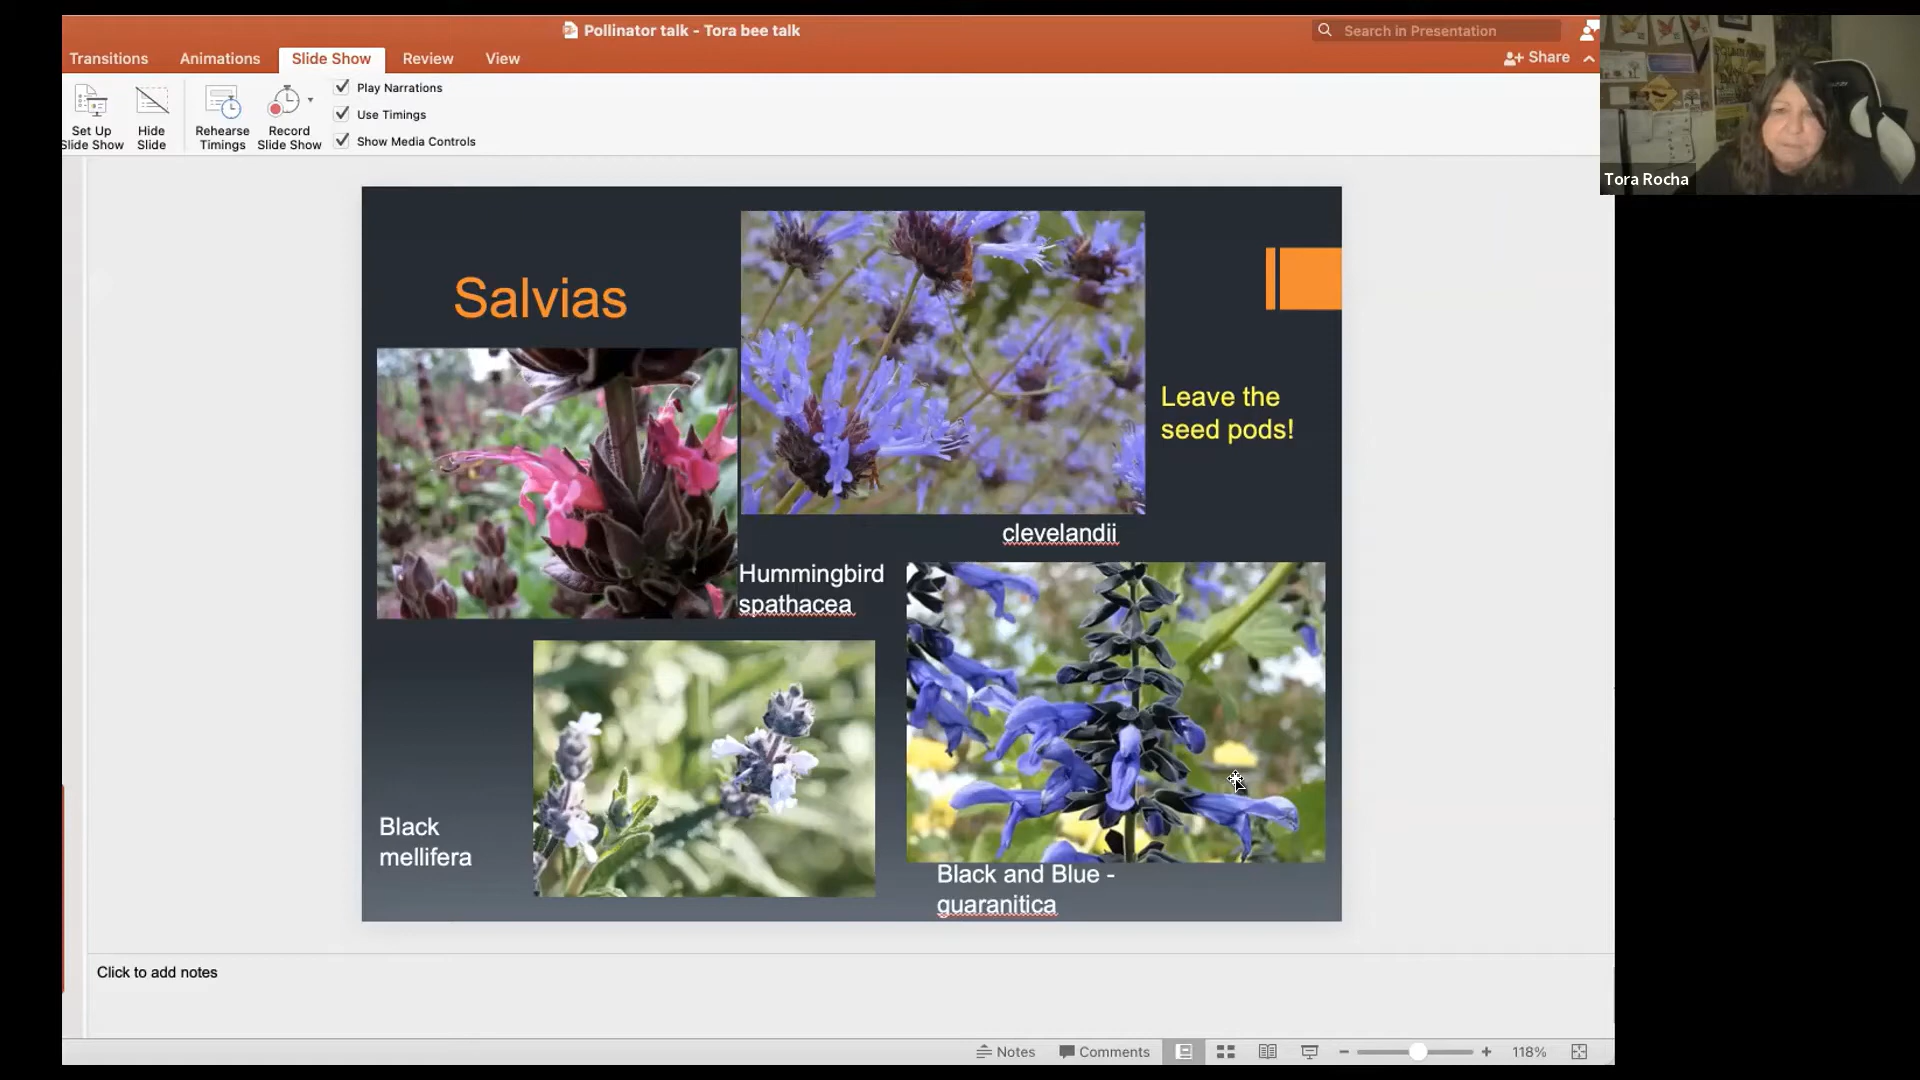 Pollinator talk - Tora bee talk
Search in Presentation
Transitions
Animations
Slide Show
Review
View
Share
Set Up
Slide Show
Hide
Slide
Rehearse
Timings
Record
Slide Show
Play Narrations
Use Timings
Show Media Controls
Tora Rocha
Salvias
Leave the
seed pods!
clevelandii
Hummingbird
spathacea
Black
mellifera
Black and Blue -
guaranitica
Click to add notes
Notes
Comments
118%